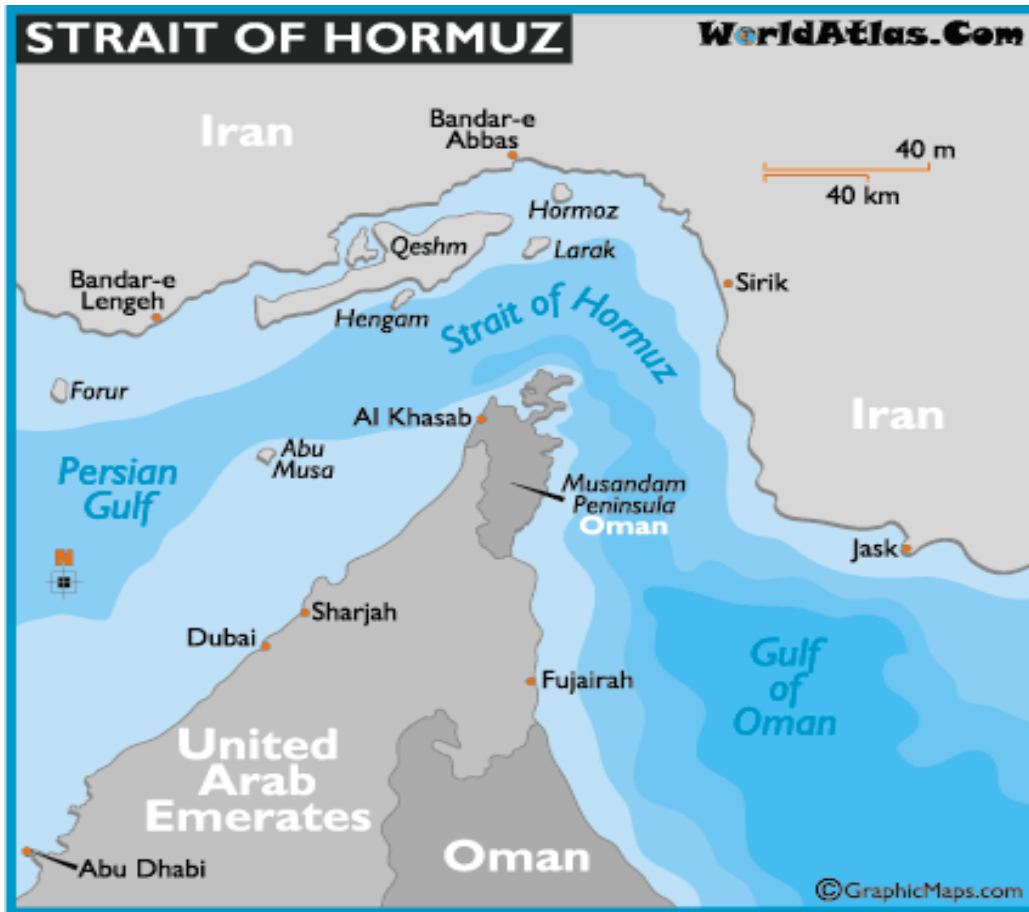 STRAIT OF HORMUZ
WorldAtlas.Com
Iran
Bandar-e
Abbas
40 m
40 km
Hormoz
Qeshm
Larak
Bandar-e
Lengeh
Sirik
Hengam
Strait of Hormuz
Forur
Al Khasab
Iran
Abu
Musa
Persian
Gulf
Musandam
Peninsula
Oman
N
Jask
Sharjah
Dubai
Fujairah
Gulf
of
Oman
United
Arab
Emerates
Oman
Abu Dhabi
©GraphicMaps.com